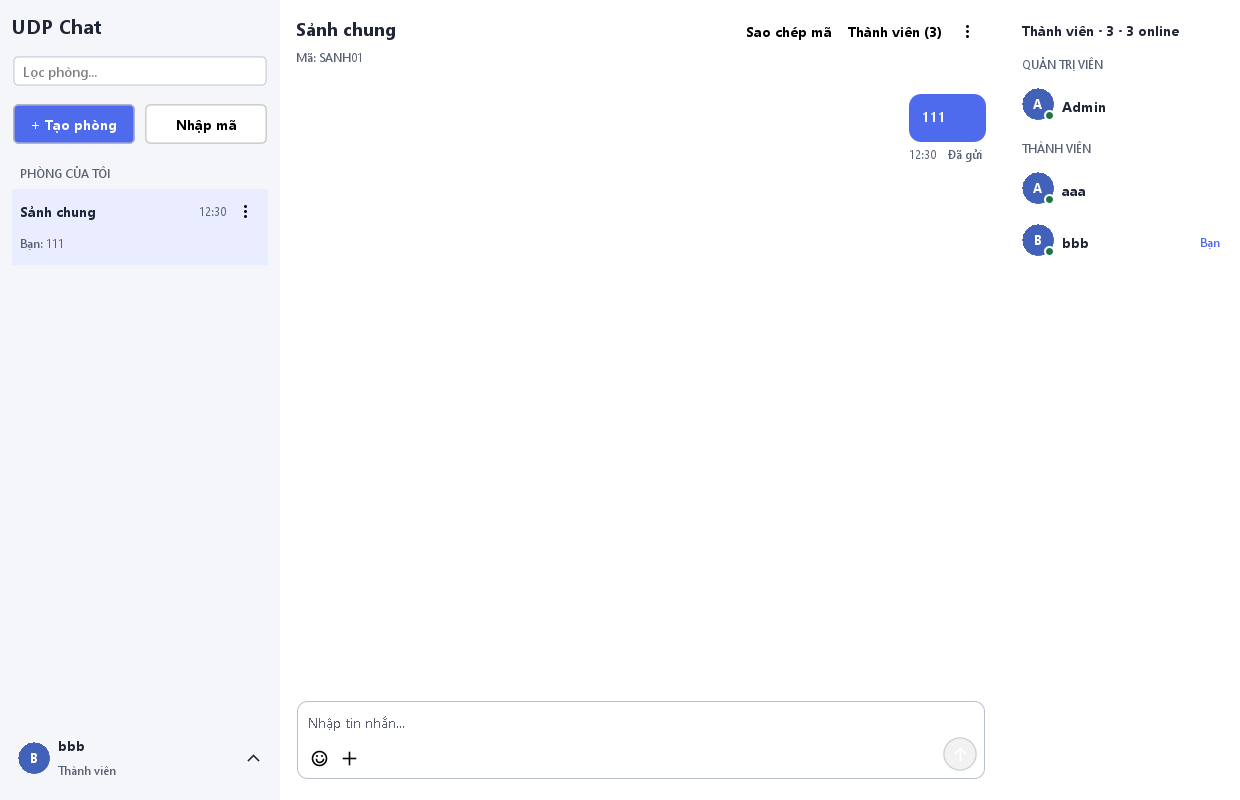 UDP Chat
Lọc phòng...
+ Tạo phòng
Nhập mã
PHÒNG CỦA TÔI
Sảnh chung
12:30
Bạn: 111
B
bbb
Thành viên
Sảnh chung
Mã: SANH01
Sao chép mã
Thành viên (3)
111
12:30 Đã gửi
Nhập tin nhắn...
Thành viên - 3 - 3 online
QUẢN TRỊ VIÊN
A
Admin
THÀNH VIÊN
A
aaa
B
bbb
Bạn